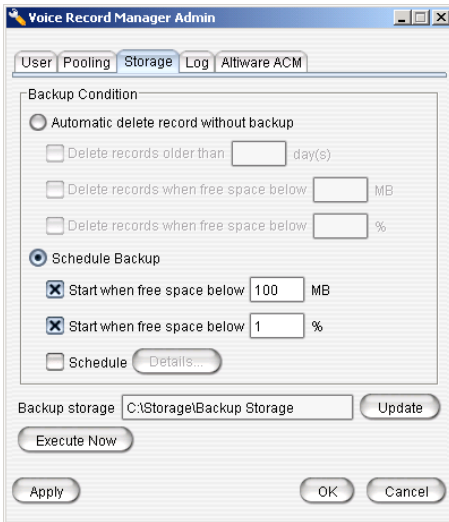 Voice Record Manager Admin
User Pooling Storage Log Altiware ACM
Backup Condition
Automatic delete record without backup
Delete records older than day(s)
Delete records when free space below MB
Delete records when free space below %
Schedule Backup
Start when free space below 100 MB
Start when free space below 1 %
Schedule Details...
Backup storage C:\Storage\Backup Storage Update
Execute Now
Apply OK Cancel